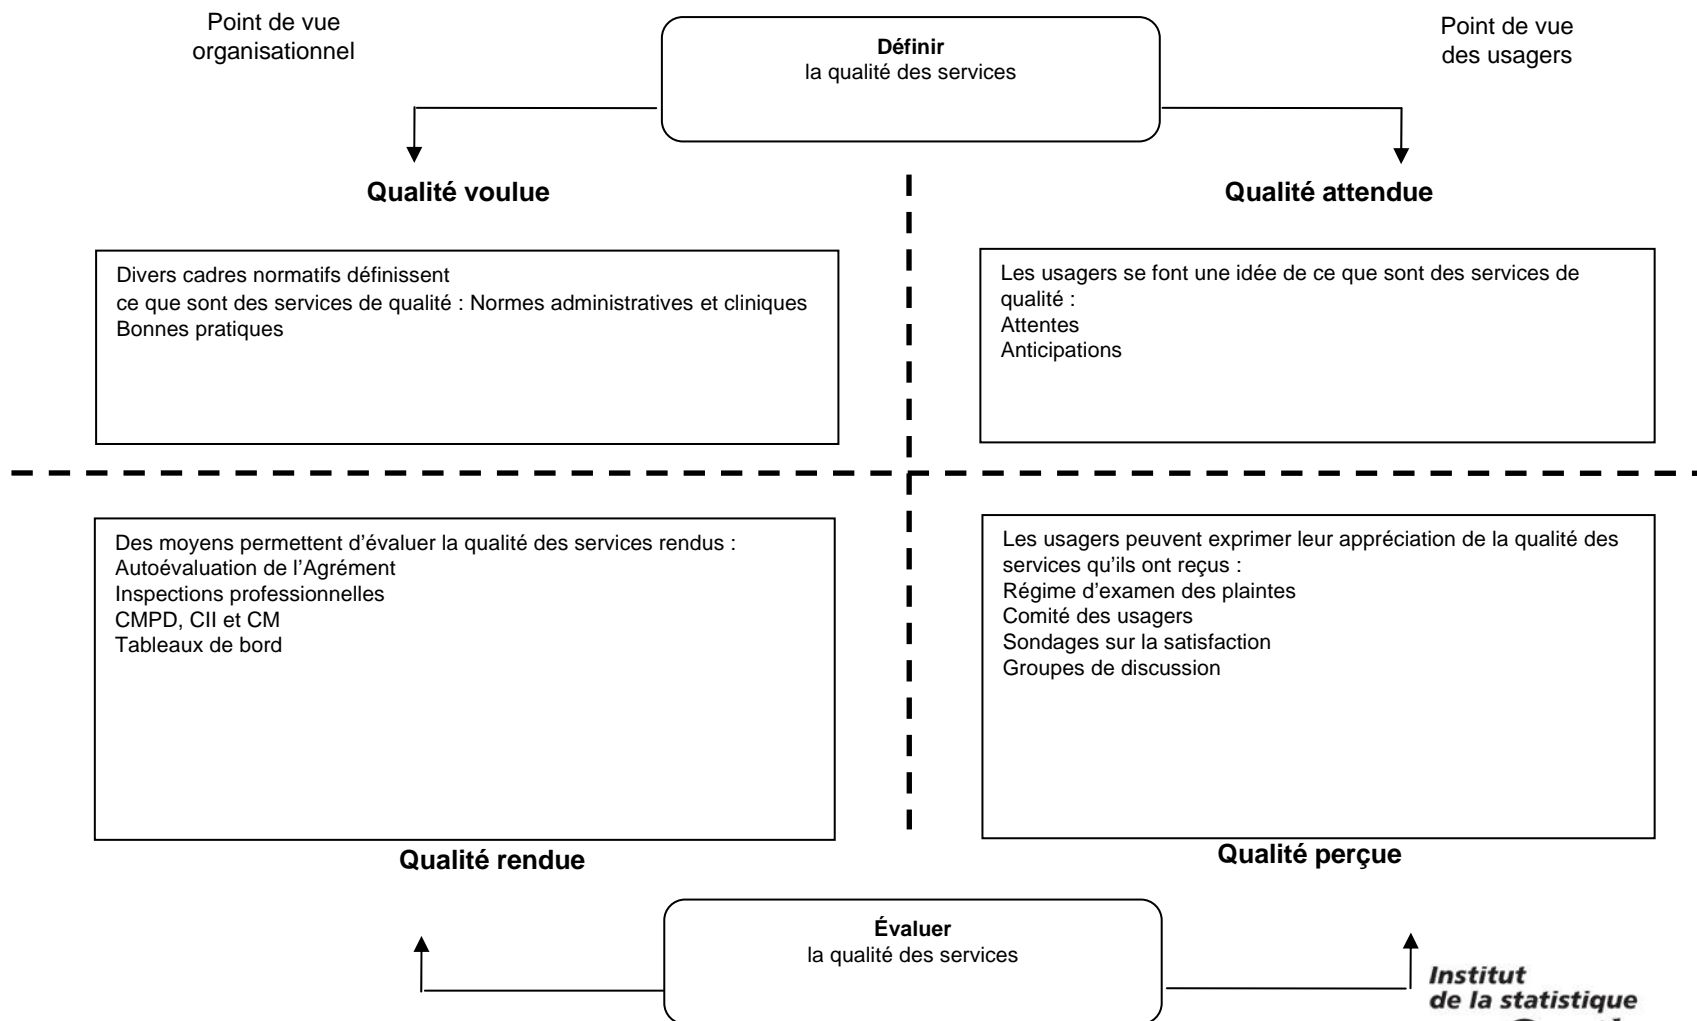 Point de vue
organisationnel
Définir
la qualité des services
Point de vue
des usagers
Qualité voulue
Qualité attendue
Divers cadres normatifs définissent
ce que sont des services de qualité : Normes administratives et cliniques
Bonnes pratiques
Les usagers se font une idée de ce que sont des services de
qualité :
Attentes
Anticipations
Des moyens permettent d’évaluer la qualité des services rendus :
Autoévaluation de l’Agrément
Inspections professionnelles
CMPD, CII et CM
Tableaux de bord
Les usagers peuvent exprimer leur appréciation de la qualité des
services qu’ils ont reçus :
Régime d’examen des plaintes
Comité des usagers
Sondages sur la satisfaction
Groupes de discussion
Qualité rendue
Qualité perçue
Évaluer
la qualité des services
Institut
de la statistique